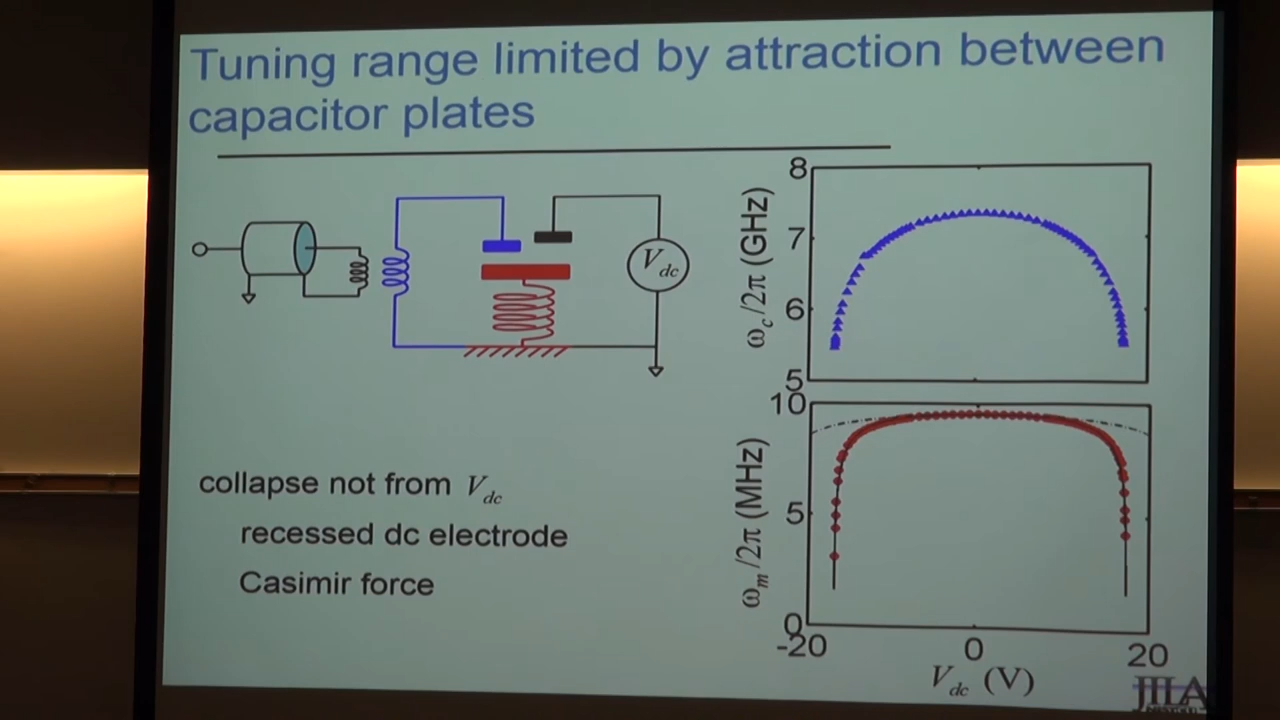 Tuning range limited by attraction between
capacitor plates
V_dc
collapse not from V_dc
recessed dc electrode
Casimir force
ω_c/2π (GHz)
8
7
6
5
ω_m/2π (MHz)
10
5
0
-20
0
20
V_dc (V)
JILA